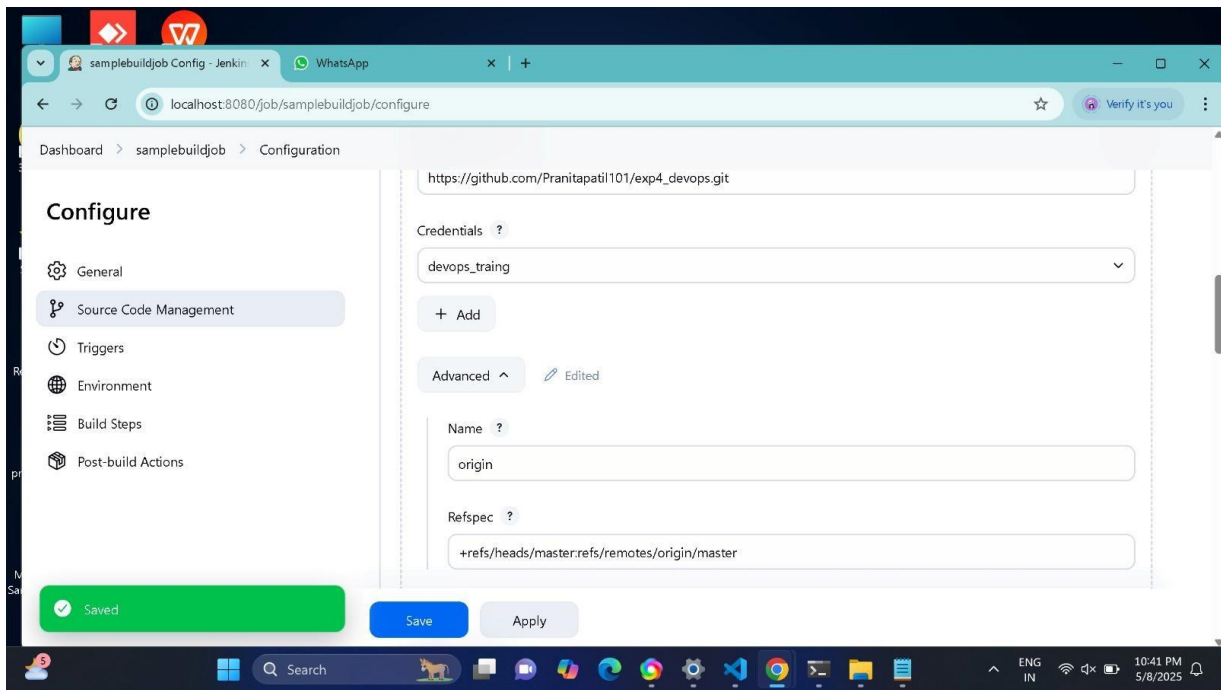 samplebuildjob Config - Jenkin
WhatsApp
localhost:8080/job/samplebuildjob/configure
Verify it's you
Dashboard > samplebuildjob > Configuration
https://github.com/Pranitapatil101/exp4_devops.git
Configure
Credentials ?
General
devops_traing
Source Code Management
+ Add
Triggers
Advanced
Edited
Environment
Build Steps
Name ?
Post-build Actions
origin
Refspec ?
+refs/heads/master:refs/remotes/origin/master
Saved
Save
Apply
5
Search
ENG
IN
10:41 PM
5/8/2025